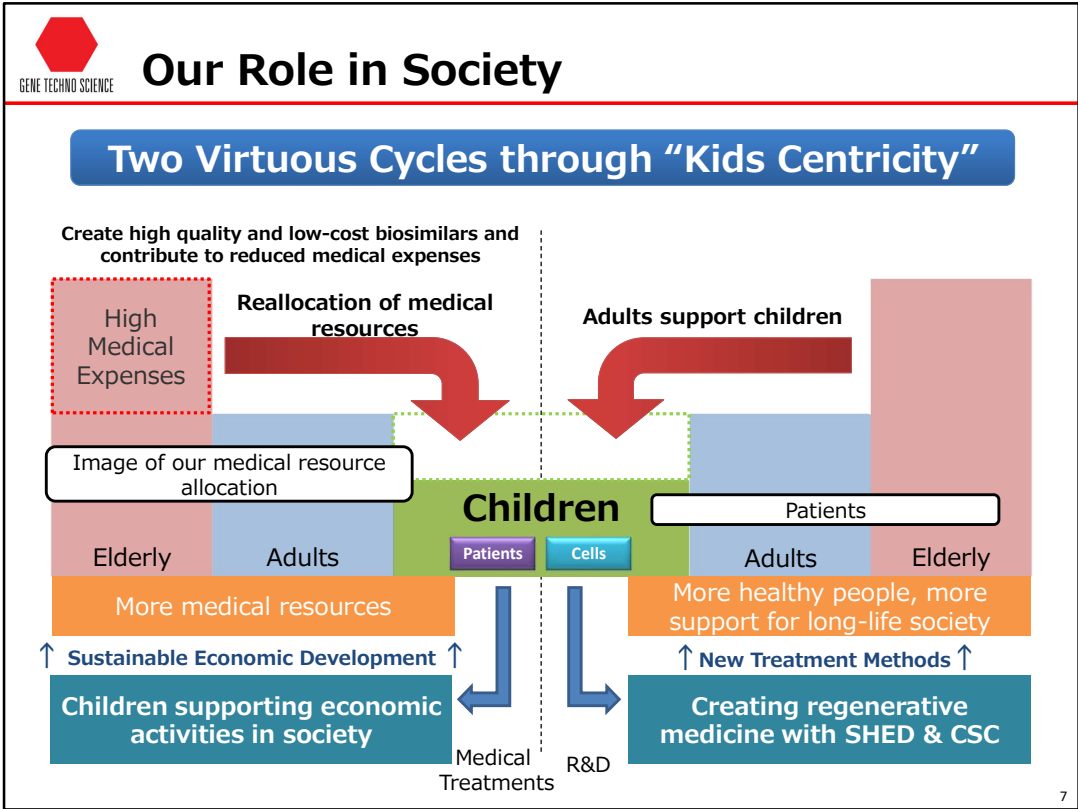 GENE TECHNO SCIENCE
Our Role in Society
Two Virtuous Cycles through “Kids Centricity”
Create high quality and low-cost biosimilars and
contribute to reduced medical expenses
High
Medical
Expenses
Reallocation of medical
resources
Adults support children
Image of our medical resource
allocation
Children
Patients
Patients
Cells
Elderly
Adults
Adults
Elderly
More medical resources
More healthy people, more
support for long-life society
↑ Sustainable Economic Development ↑
↑ New Treatment Methods ↑
Children supporting economic
activities in society
Creating regenerative
medicine with SHED & CSC
Medical
Treatments
R&D
7